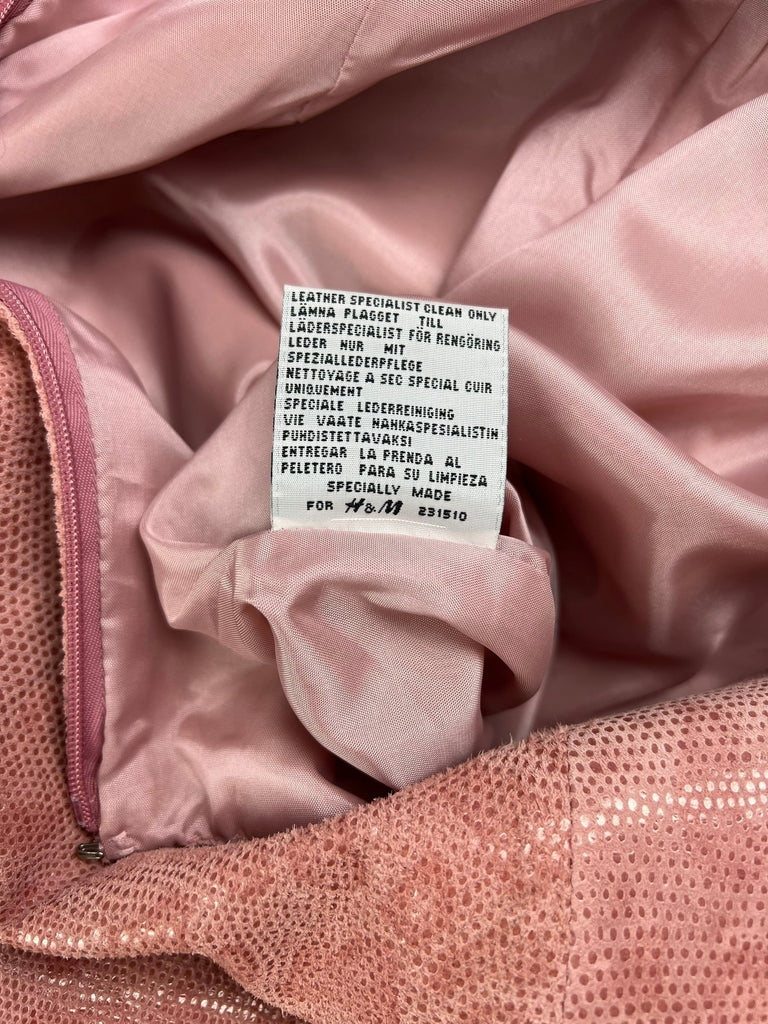 LEATHER SPECIALIST CLEAN ONLY
LÄMNA PLAGGET TILL
LÄDERSPECIALIST FÖR RENGÖRING
LEDER NUR MIT
SPEZIALLEDERPFLEGE
NETTOYAGE A SEC SPECIAL CUIR
UNIQUEMENT
SPECIALE LEDERREINIGING
VIE VAATE NAHKASPESIALISTIN
PUHDISTETTAVAKSI
ENTREGAR LA PRENDA AL
PELETERO PARA SU LIMPIEZA
SPECIALLY MADE
FOR H&M 231510